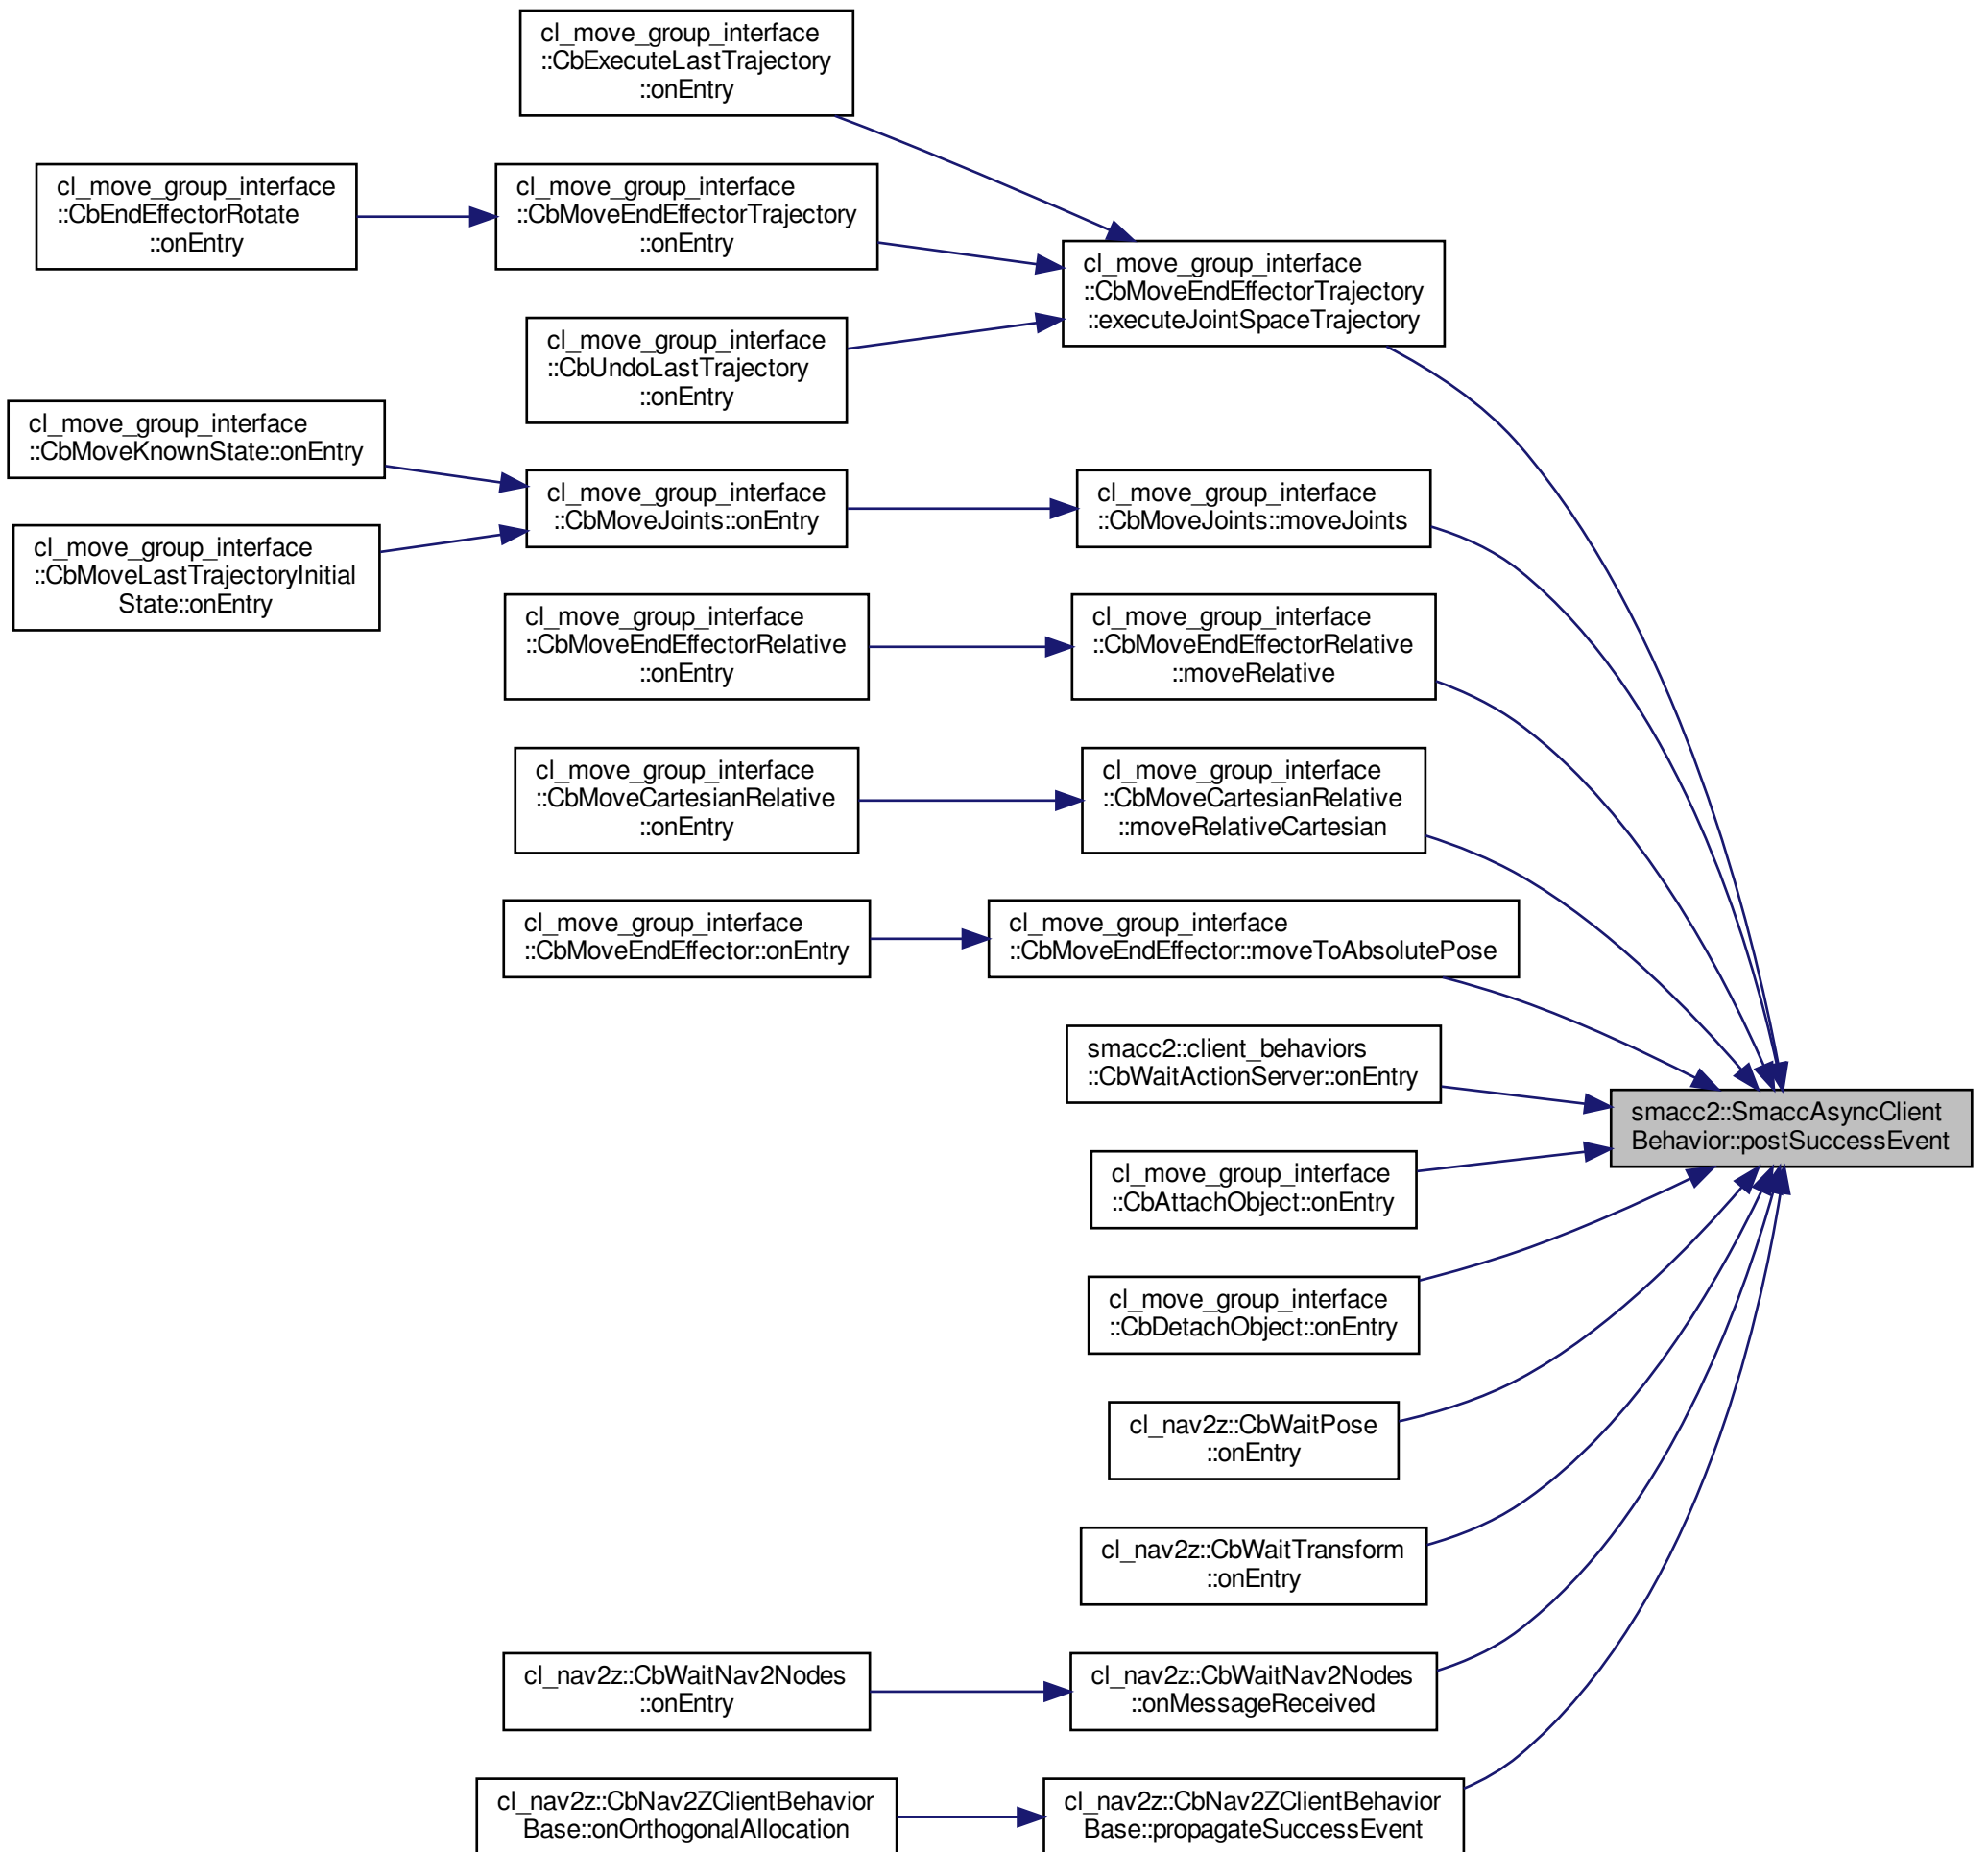 cl_move_group_interface
::CbExecuteLastTrajectory
::onEntry
cl_move_group_interface
::CbEndEffectorRotate
::onEntry
cl_move_group_interface
::CbMoveEndEffectorTrajectory
::onEntry
cl_move_group_interface
::CbMoveEndEffectorTrajectory
::executeJointSpaceTrajectory
cl_move_group_interface
::CbUndoLastTrajectory
::onEntry
cl_move_group_interface
::CbMoveKnownState::onEntry
cl_move_group_interface
::CbMoveJoints::onEntry
cl_move_group_interface
::CbMoveJoints::moveJoints
cl_move_group_interface
::CbMoveLastTrajectoryInitial
State::onEntry
cl_move_group_interface
::CbMoveEndEffectorRelative
::onEntry
cl_move_group_interface
::CbMoveEndEffectorRelative
::moveRelative
cl_move_group_interface
::CbMoveCartesianRelative
::onEntry
cl_move_group_interface
::CbMoveCartesianRelative
::moveRelativeCartesian
cl_move_group_interface
::CbMoveEndEffector::onEntry
cl_move_group_interface
::CbMoveEndEffector::moveToAbsolutePose
smacc2::client_behaviors
::CbWaitActionServer::onEntry
smacc2::SmaccAsyncClient
Behavior::postSuccessEvent
cl_move_group_interface
::CbAttachObject::onEntry
cl_move_group_interface
::CbDetachObject::onEntry
cl_nav2z::CbWaitPose
::onEntry
cl_nav2z::CbWaitTransform
::onEntry
cl_nav2z::CbWaitNav2Nodes
::onEntry
cl_nav2z::CbWaitNav2Nodes
::onMessageReceived
cl_nav2z::CbNav2ZClientBehavior
Base::onOrthogonalAllocation
cl_nav2z::CbNav2ZClientBehavior
Base::propagateSuccessEvent